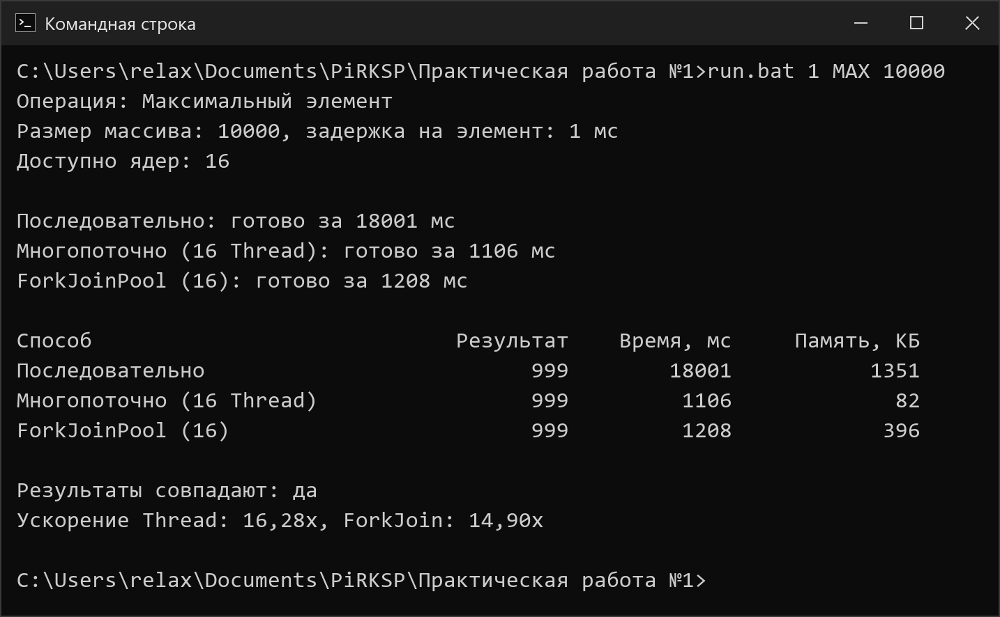 Командная строка
C:\Users\relax\Documents\PiRKSP\Практическая работа №1>run.bat 1 MAX 10000
Операция: Максимальный элемент
Размер массива: 10000, задержка на элемент: 1 мс
Доступно ядер: 16
Последовательно: готово за 18001 мс
Многопоточно (16 Thread): готово за 1106 мс
ForkJoinPool (16): готово за 1208 мс
Способ Результат Время, мс Память, КБ
Последовательно 999 18001 1351
Многопоточно (16 Thread) 999 1106 82
ForkJoinPool (16) 999 1208 396
Результаты совпадают: да
Ускорение Thread: 16,28x, ForkJoin: 14,90x
C:\Users\relax\Documents\PiRKSP\Практическая работа №1>